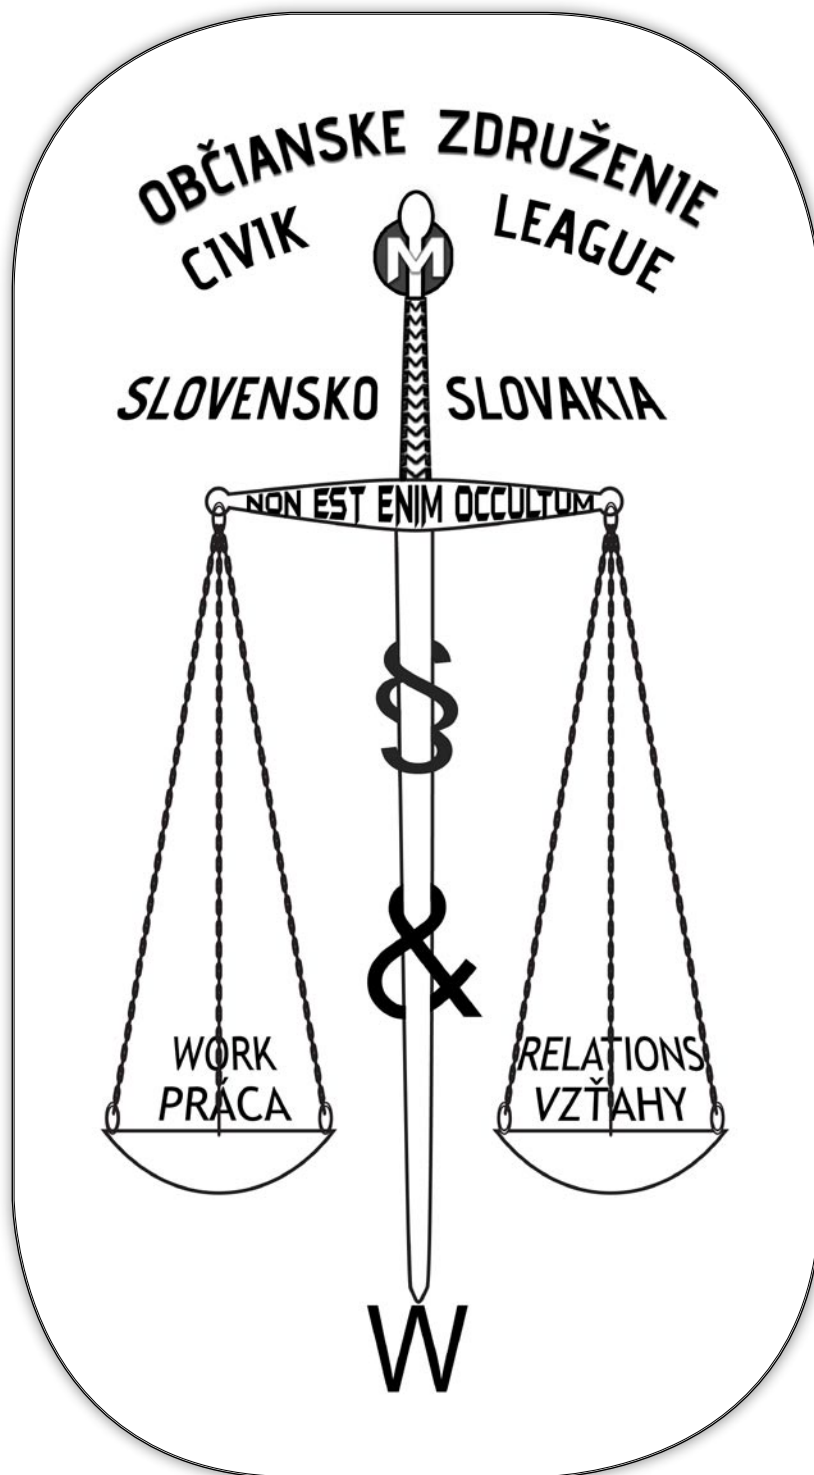 OBČIANSKE ZDRUŽENIE
CIVIK LEAGUE
M
SLOVENSKO SLOVAKIA
NON EST ENIM OCCULTUM
§
&
WORK
PRÁCA
RELATIONS
VZŤAHY
W